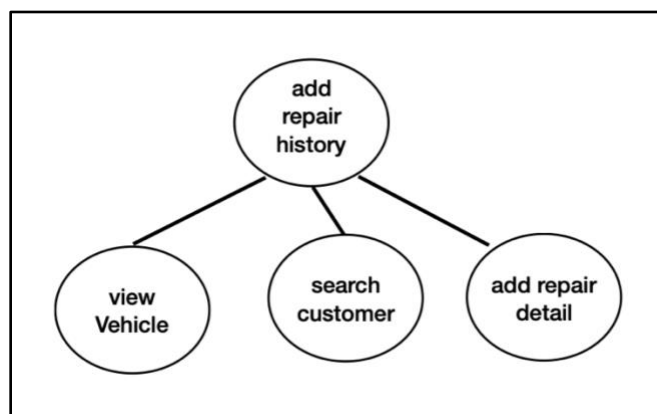 add
repair
history
view
Vehicle
search
customer
add repair
detail